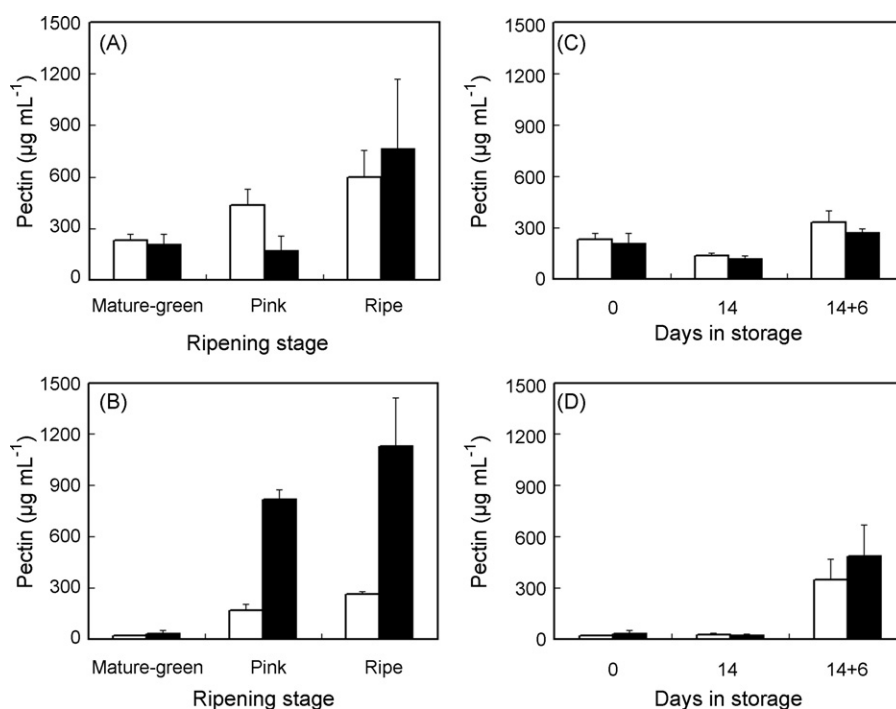 (A)
Pectin (µg mL⁻¹)
1500
1200
900
600
300
0
Mature-green Pink Ripe
Ripening stage
(C)
Pectin (µg mL⁻¹)
1500
1200
900
600
300
0
0 14 14+6
Days in storage
(B)
Pectin (µg mL⁻¹)
1500
1200
900
600
300
0
Mature-green Pink Ripe
Ripening stage
(D)
Pectin (µg mL⁻¹)
1500
1200
900
600
300
0
0 14 14+6
Days in storage